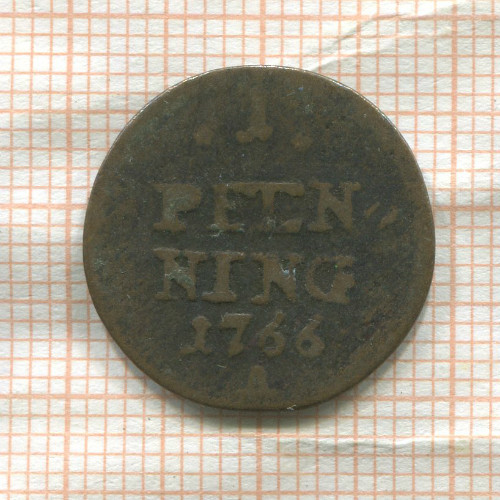 . 1 .
PFEN-
NING
1766
A